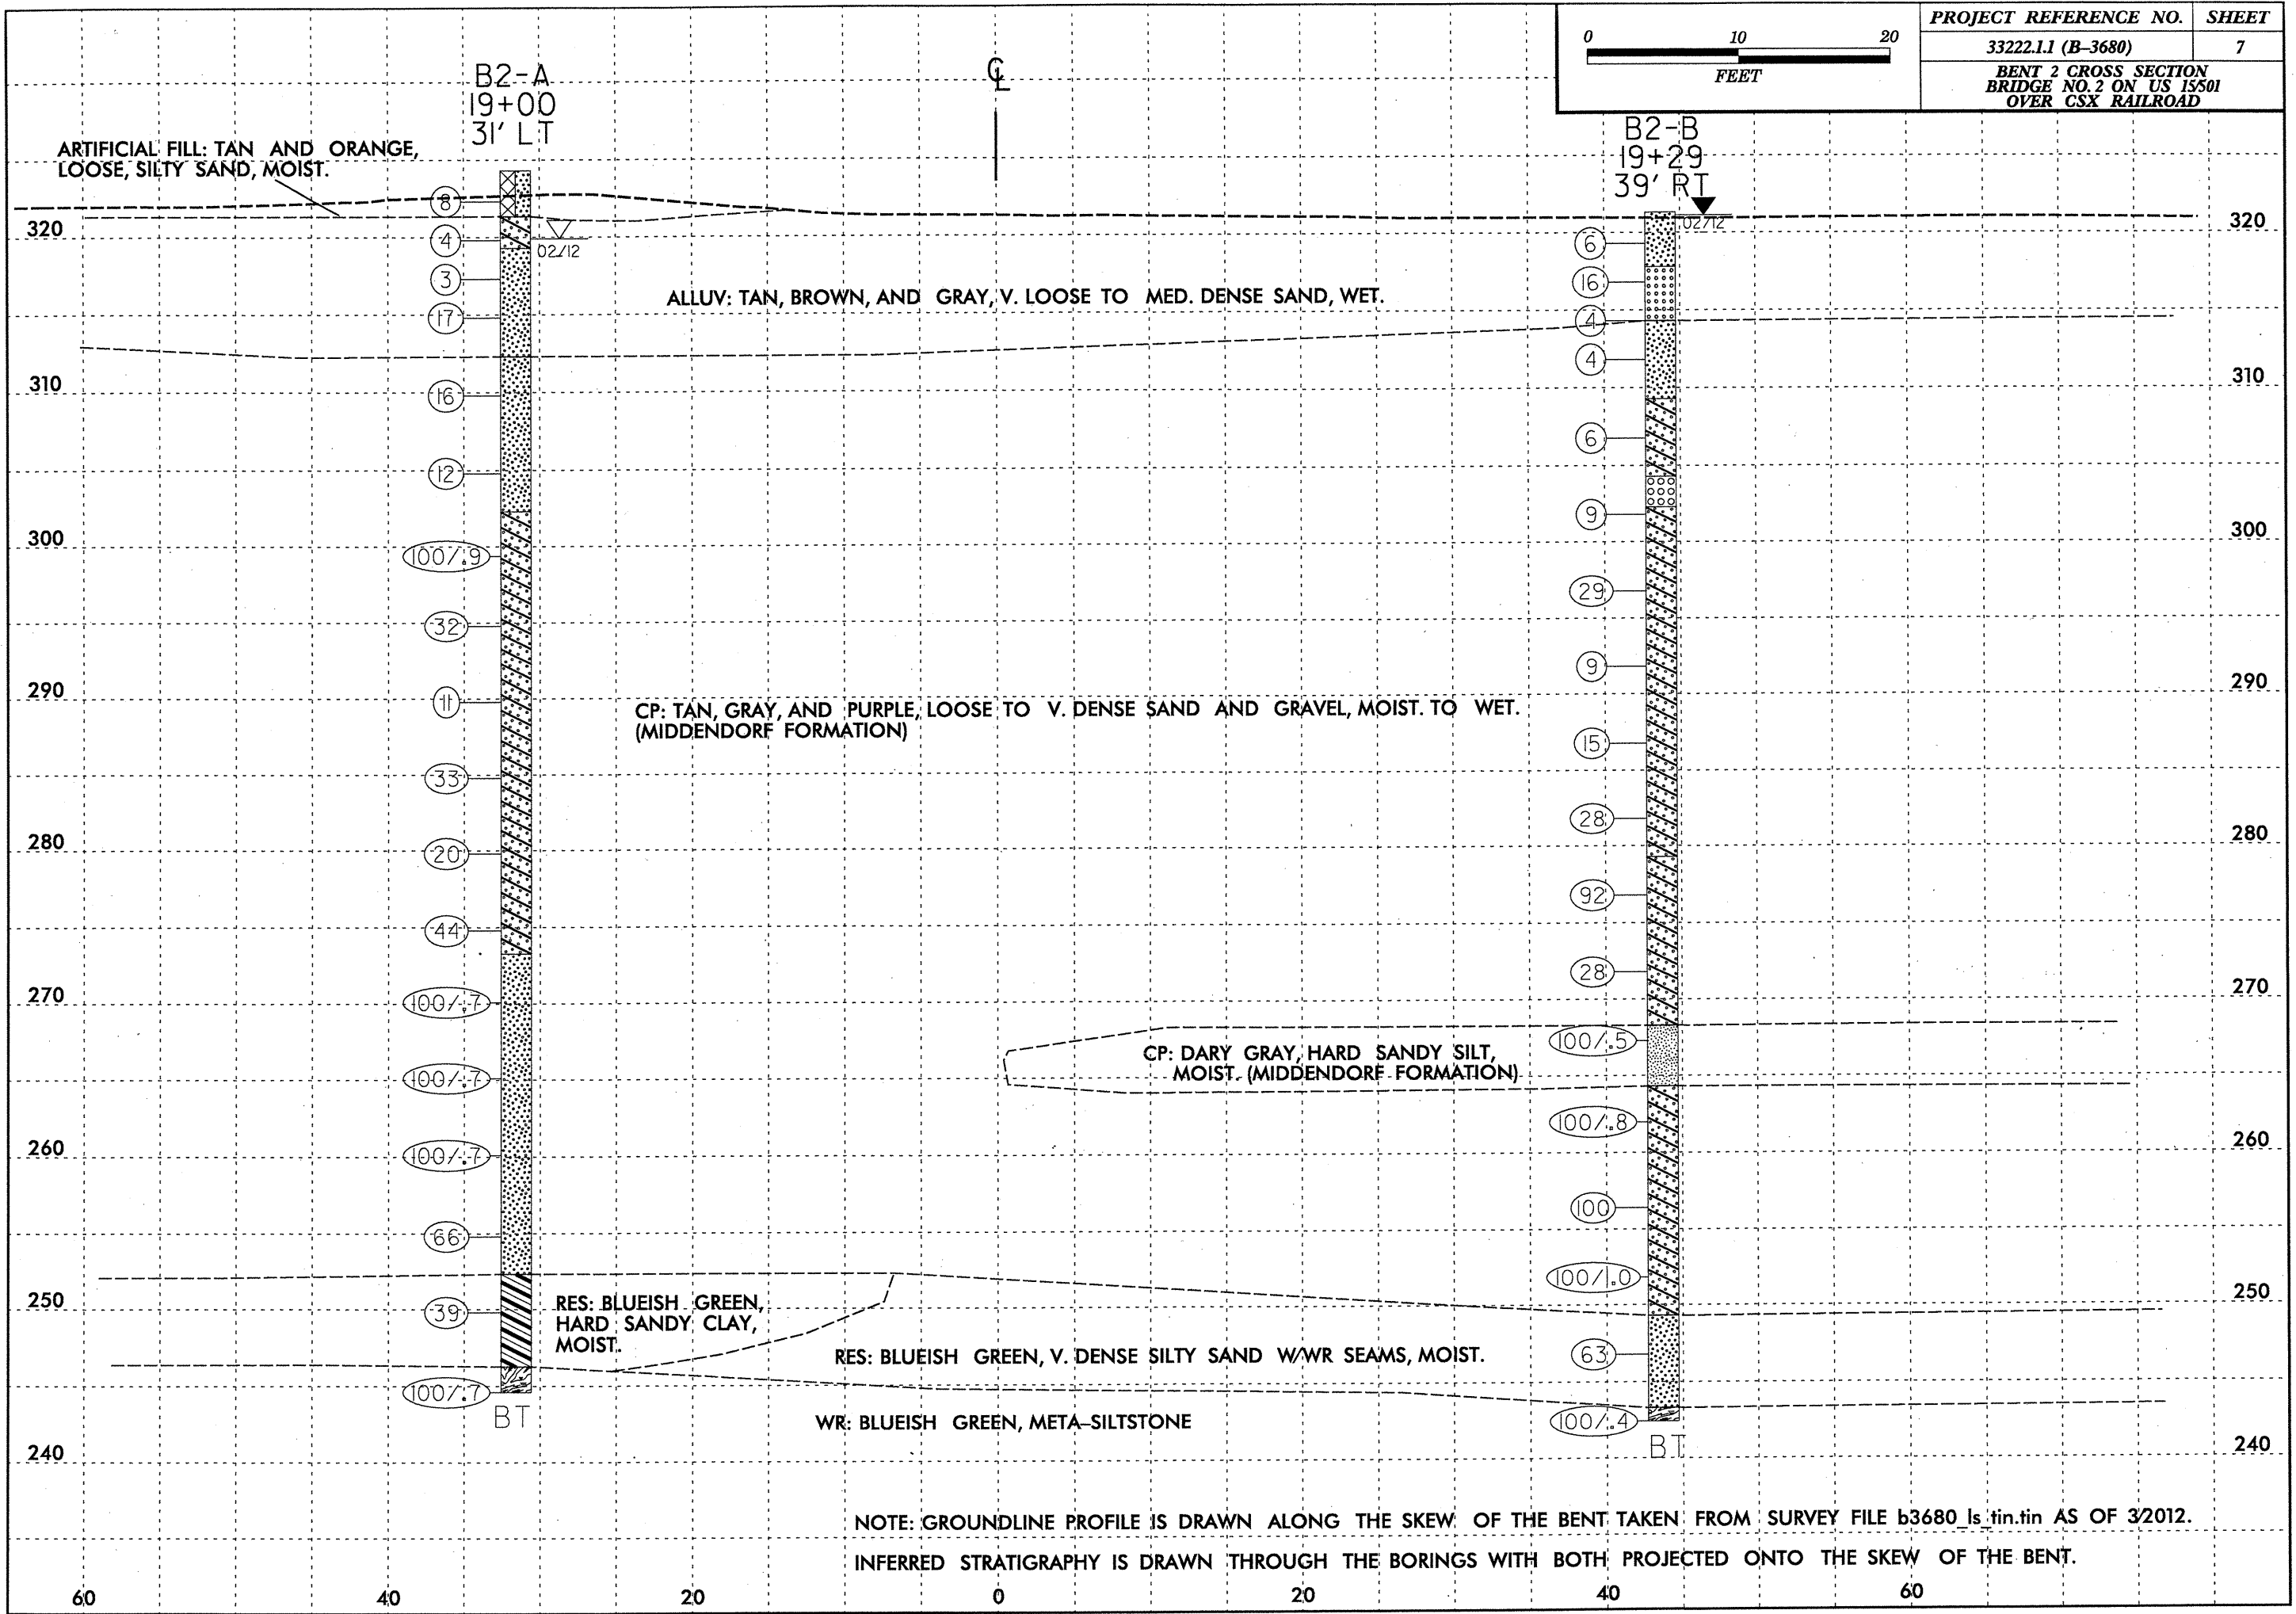 PROJECT REFERENCE NO. SHEET
33222.1.1 (B–3680) 7
BENT 2 CROSS SECTION
BRIDGE NO. 2 ON US 15/501
OVER CSX RAILROAD
0 10 20
FEET
B2-A
19+00
31' LT
℄
B2-B
19+29
39' RT
ARTIFICIAL FILL: TAN AND ORANGE,
LOOSE, SILTY SAND, MOIST.
8
320
4
02/12
02/12
320
6
3
16
ALLUV: TAN, BROWN, AND GRAY, V. LOOSE TO MED. DENSE SAND, WET.
17
4
4
310
16
310
6
12
9
300
100/.9
300
29
32
9
290
11
290
CP: TAN, GRAY, AND PURPLE, LOOSE TO V. DENSE SAND AND GRAVEL, MOIST. TO WET.
(MIDDENDORF FORMATION)
15
33
28
280
20
280
92
44
28
270
100/.7
270
100/.5
CP: DARY GRAY, HARD SANDY SILT,
MOIST. (MIDDENDORF FORMATION)
100/.7
100/.8
260
100/.7
260
100
66
100/1.0
250
39
250
RES: BLUEISH GREEN,
HARD SANDY CLAY,
MOIST.
RES: BLUEISH GREEN, V. DENSE SILTY SAND W/WR SEAMS, MOIST.
63
100/.7
BT
WR: BLUEISH GREEN, META–SILTSTONE
100/.4
BT
240
240
NOTE: GROUNDLINE PROFILE IS DRAWN ALONG THE SKEW OF THE BENT TAKEN FROM SURVEY FILE b3680_ls_tin.tin AS OF 3/2012.
INFERRED STRATIGRAPHY IS DRAWN THROUGH THE BORINGS WITH BOTH PROJECTED ONTO THE SKEW OF THE BENT.
60 40 20 0 20 40 60